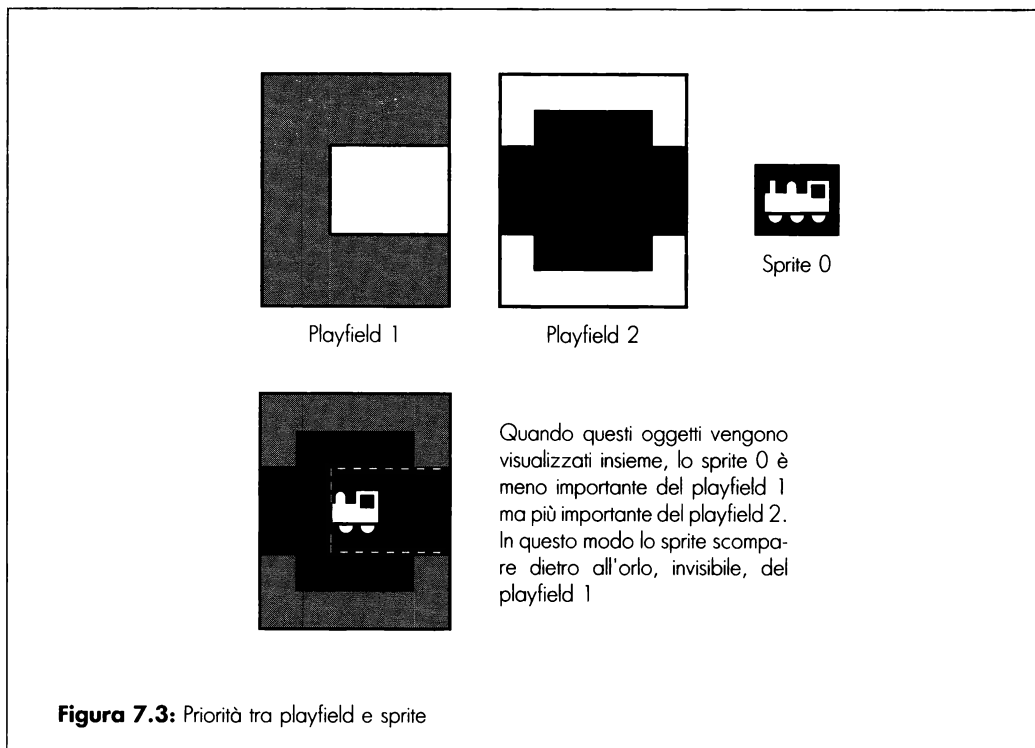 Playfield 1
Playfield 2
Sprite 0
Quando questi oggetti vengono
visualizzati insieme, lo sprite 0 è
meno importante del playfield 1
ma più importante del playfield 2.
In questo modo lo sprite scompa-
re dietro all'orlo, invisibile, del
playfield 1
Figura 7.3: Priorità tra playfield e sprite